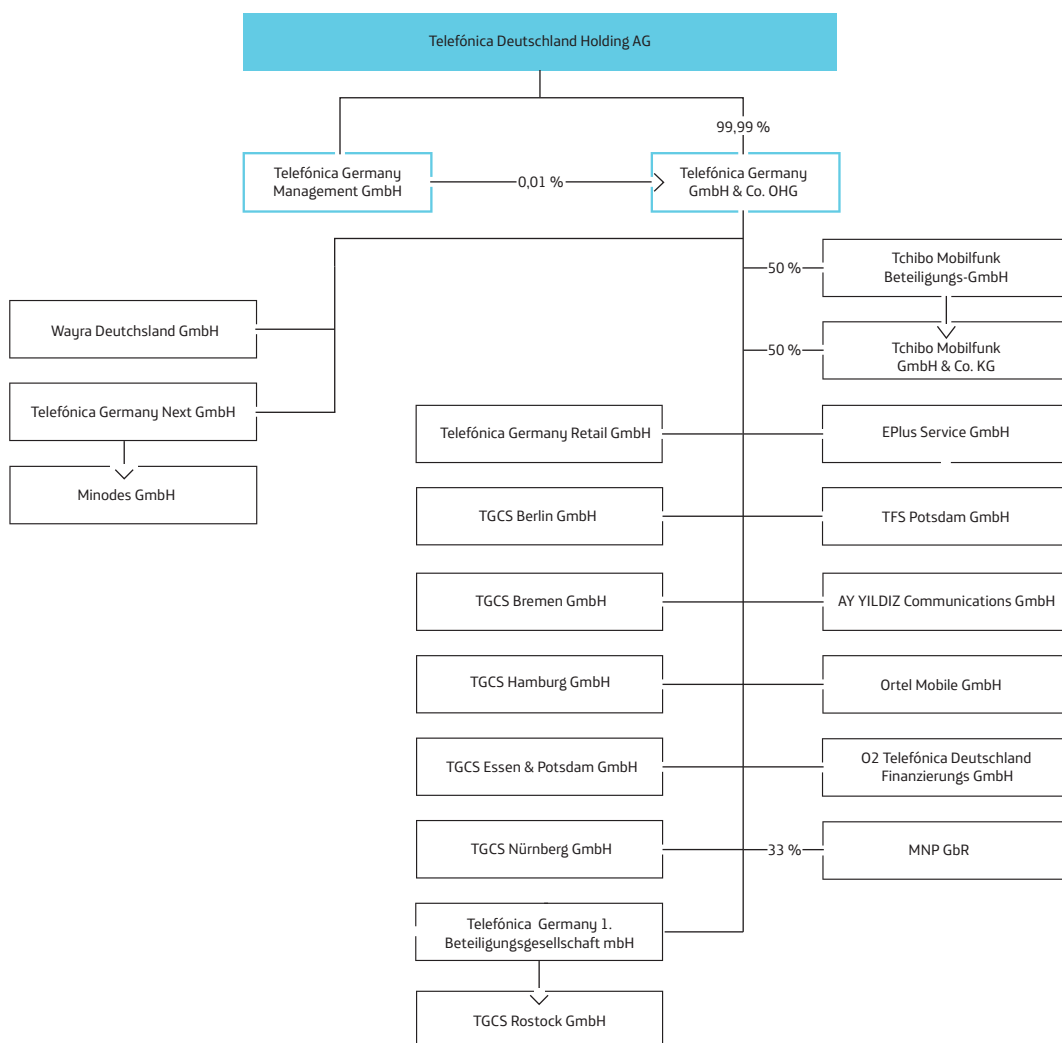 Telefónica Deutschland Holding AG
99,99 %
Telefónica Germany
Management GmbH
0,01 %
Telefónica Germany
GmbH & Co. OHG
50 %
Tchibo Mobilfunk
Beteiligungs-GmbH
Wayra Deutchsland GmbH
50 %
Tchibo Mobilfunk
GmbH & Co. KG
Telefónica Germany Next GmbH
Telefónica Germany Retail GmbH
EPlus Service GmbH
Minodes GmbH
TGCS Berlin GmbH
TFS Potsdam GmbH
TGCS Bremen GmbH
AY YILDIZ Communications GmbH
TGCS Hamburg GmbH
Ortel Mobile GmbH
TGCS Essen & Potsdam GmbH
O2 Telefónica Deutschland
Finanzierungs GmbH
TGCS Nürnberg GmbH
33 %
MNP GbR
Telefónica Germany 1.
Beteiligungsgesellschaft mbH
TGCS Rostock GmbH